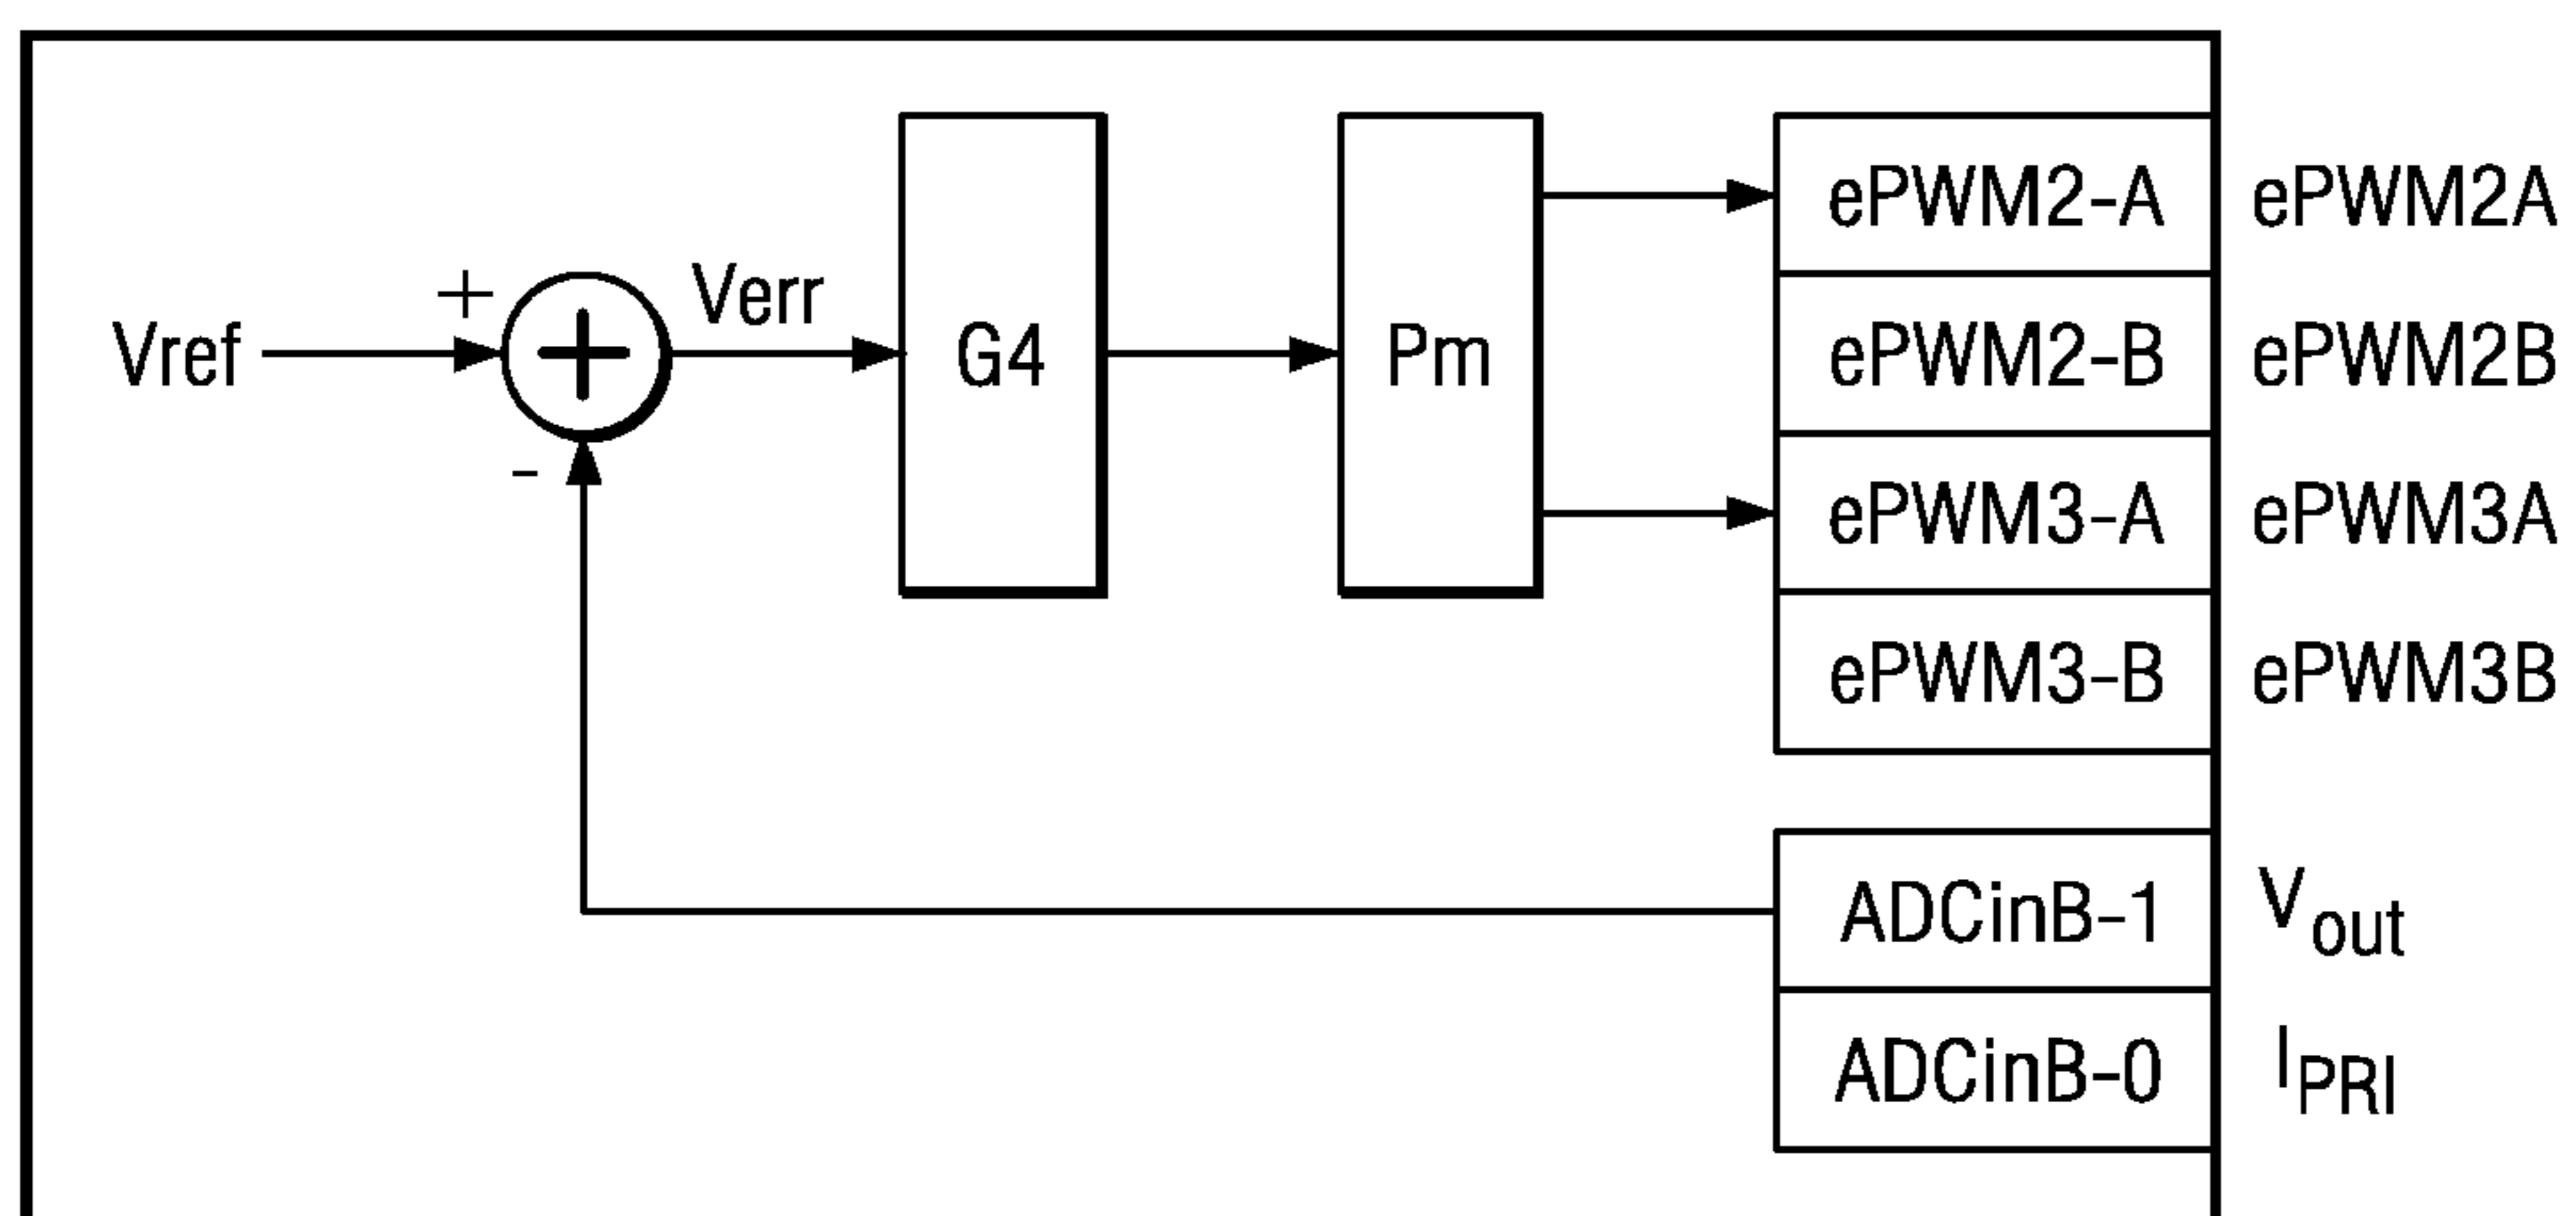 Vref
+
-
Verr
G4
Pm
ePWM2-A ePWM2A
ePWM2-B ePWM2B
ePWM3-A ePWM3A
ePWM3-B ePWM3B
ADCinB-1 Vout
ADCinB-0 IPRI